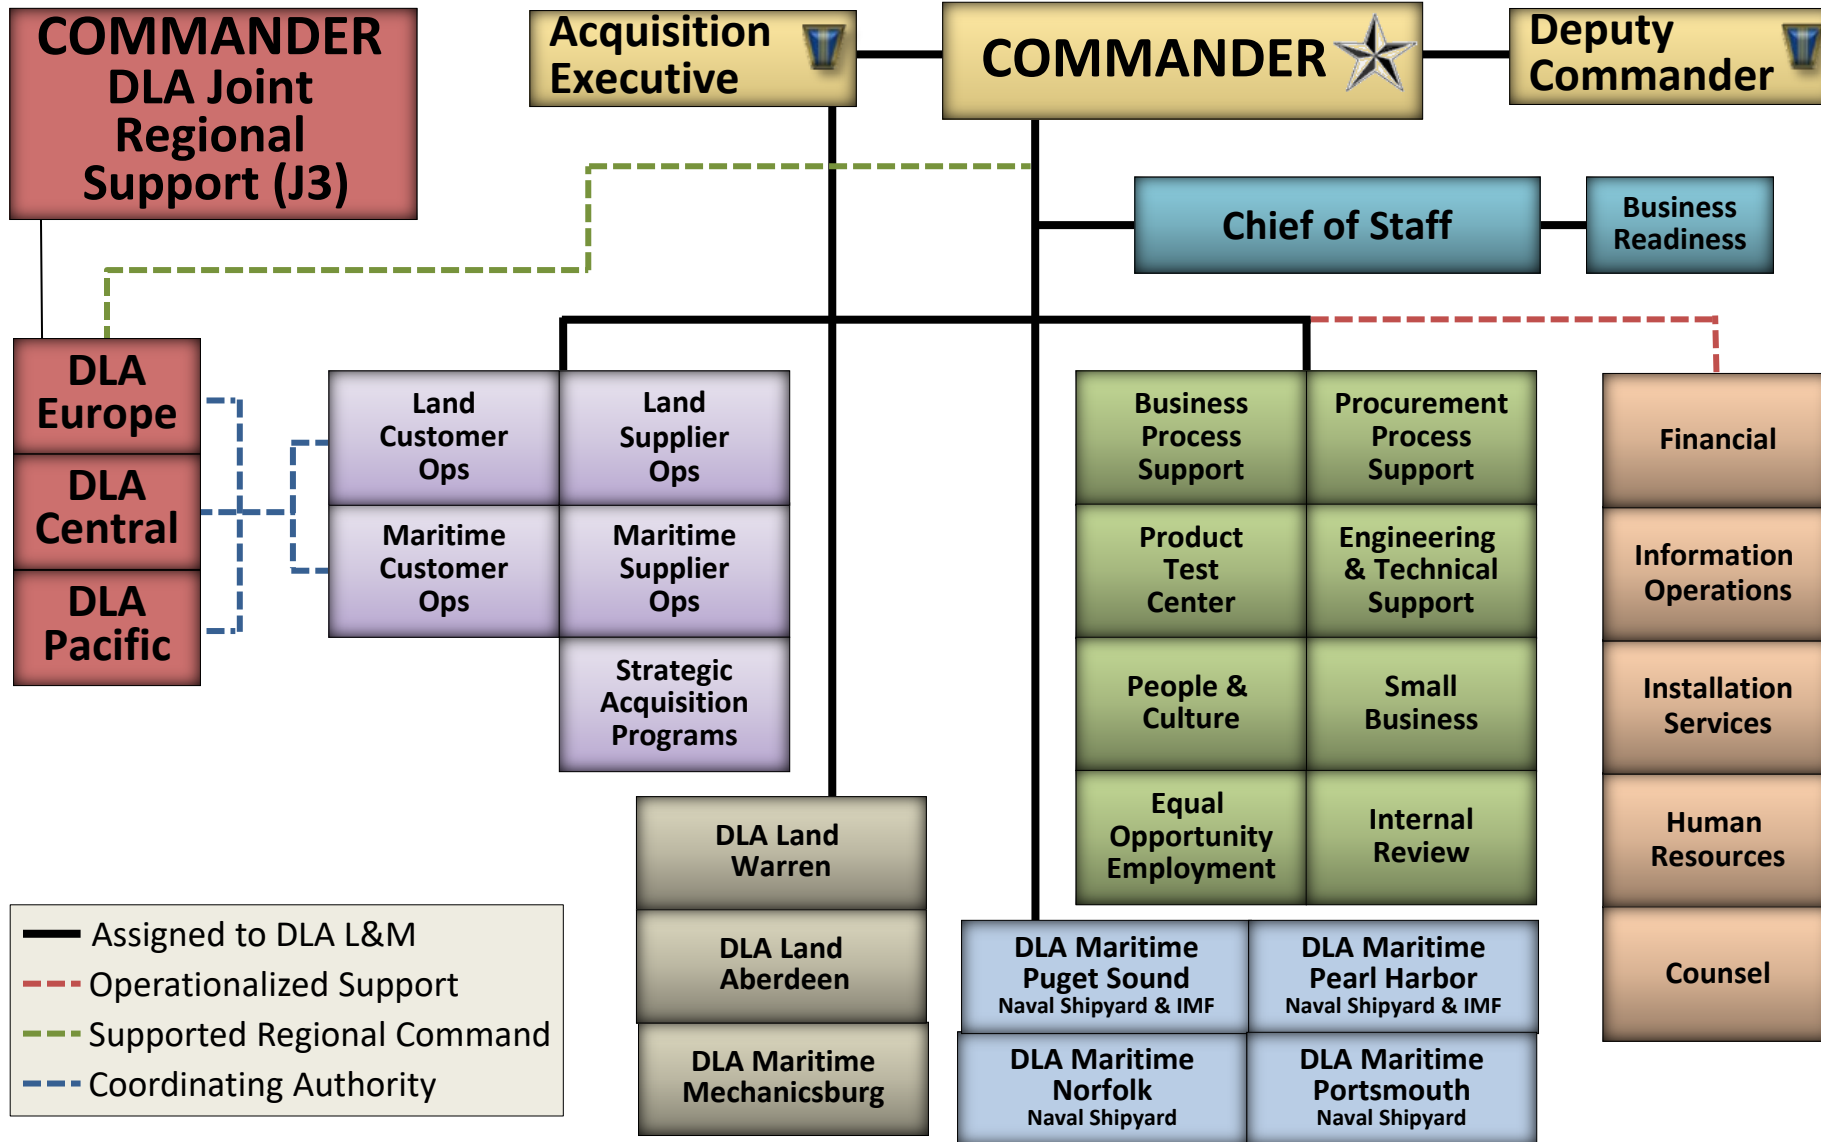 COMMANDER
DLA Joint
Regional
Support (J3)
Acquisition
Executive
COMMANDER
Deputy
Commander
Chief of Staff
Business
Readiness
DLA
Europe
DLA
Central
DLA
Pacific
Land
Customer
Ops
Land
Supplier
Ops
Maritime
Customer
Ops
Maritime
Supplier
Ops
Strategic
Acquisition
Programs
Business
Process
Support
Procurement
Process
Support
Product
Test
Center
Engineering
& Technical
Support
People &
Culture
Small
Business
Equal
Opportunity
Employment
Internal
Review
Financial
Information
Operations
Installation
Services
Human
Resources
Counsel
DLA Land
Warren
DLA Land
Aberdeen
DLA Maritime
Mechanicsburg
DLA Maritime
Puget Sound
Naval Shipyard & IMF
DLA Maritime
Pearl Harbor
Naval Shipyard & IMF
DLA Maritime
Norfolk
Naval Shipyard
DLA Maritime
Portsmouth
Naval Shipyard
Assigned to DLA L&M
Operationalized Support
Supported Regional Command
Coordinating Authority